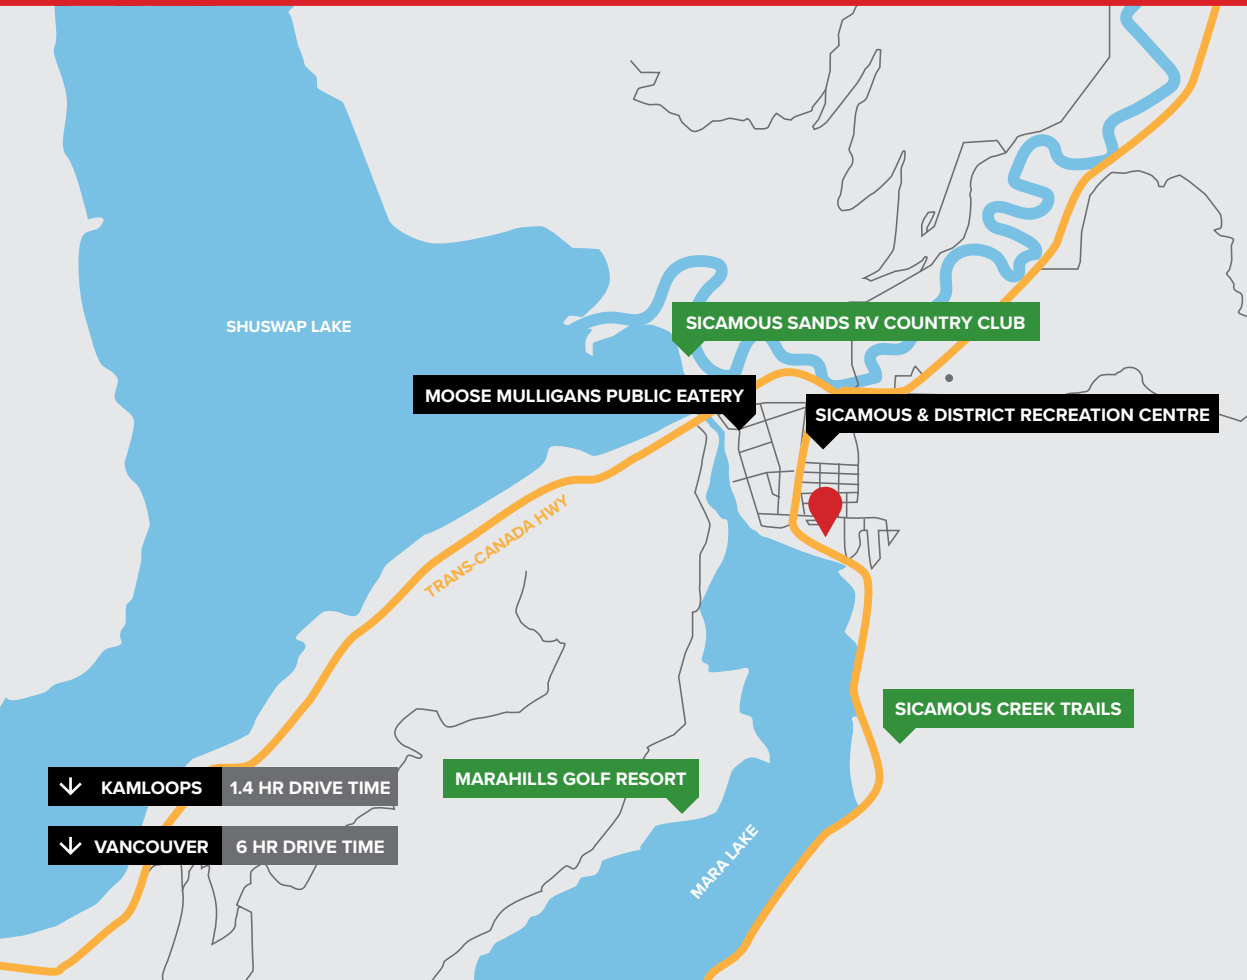 SICAMOUS SANDS RV COUNTRY CLUB
SHUSWAP LAKE
MOOSE MULLIGANS PUBLIC EATERY
SICAMOUS & DISTRICT RECREATION CENTRE
TRANS-CANADA HWY
SICAMOUS CREEK TRAILS
MARAHILLS GOLF RESORT
KAMLOOPS 1.4 HR DRIVE TIME
VANCOUVER 6 HR DRIVE TIME
MARA LAKE